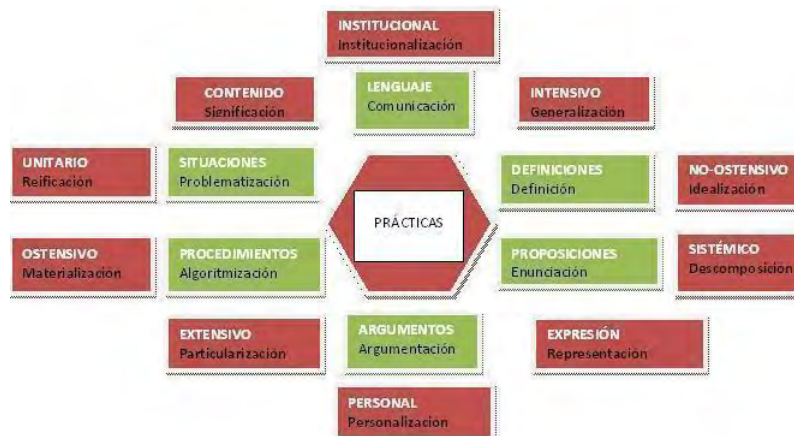 INSTITUCIONAL
Institucionalización
CONTENIDO
Significación
LENGUAJE
Comunicación
INTENSIVO
Generalización
UNITARIO
Reificación
SITUACIONES
Problematización
DEFINICIONES
Definición
NO-OSTENSIVO
Idealización
PRÁCTICAS
OSTENSIVO
Materialización
PROCEDIMIENTOS
Algoritmización
PROPOSICIONES
Enunciación
SISTÉMICO
Descomposición
EXTENSIVO
Particularización
ARGUMENTOS
Argumentación
EXPRESIÓN
Representación
PERSONAL
Personalización